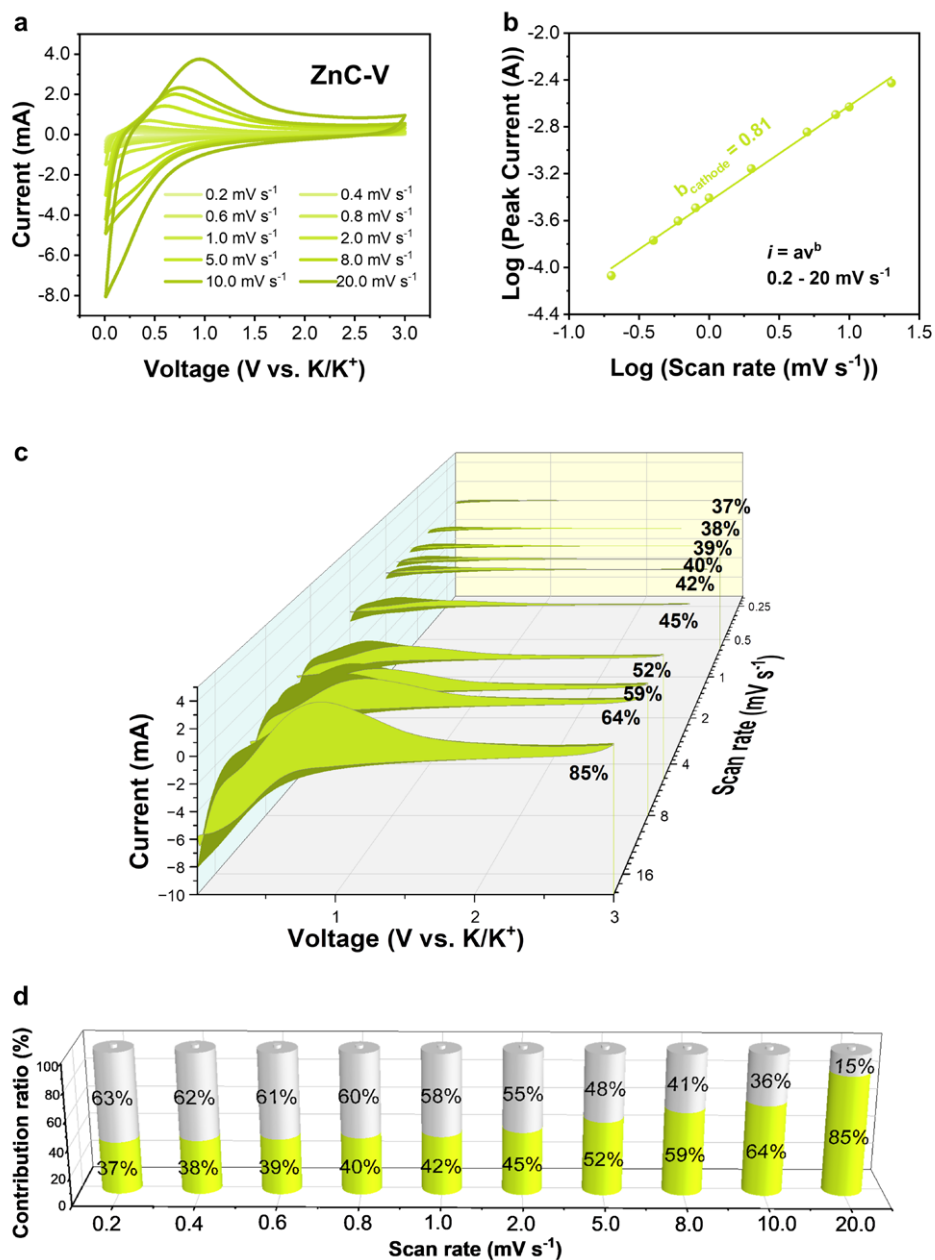 a
ZnC-V
4.0
2.0
0.0
-2.0
-4.0
-6.0
-8.0
Current (mA)
0.2 mV s⁻¹ 0.4 mV s⁻¹
0.6 mV s⁻¹ 0.8 mV s⁻¹
1.0 mV s⁻¹ 2.0 mV s⁻¹
5.0 mV s⁻¹ 8.0 mV s⁻¹
10.0 mV s⁻¹ 20.0 mV s⁻¹
0.0 0.5 1.0 1.5 2.0 2.5 3.0
Voltage (V vs. K/K⁺)
b
-2.0
-2.4
-2.8
-3.2
-3.6
-4.0
-4.4
Log (Peak Current (A))
b_cathode = 0.81
i = av^b
0.2 - 20 mV s⁻¹
-1.0 -0.5 0.0 0.5 1.0 1.5
Log (Scan rate (mV s⁻¹))
c
37%
38%
39%
40%
42%
45%
52%
59%
64%
85%
0.25
0.5
1
2
4
8
16
Scan rate (mV s⁻¹)
4
2
0
−2
−4
−6
−8
−10
Current (mA)
1 2 3
Voltage (V vs. K/K⁺)
d
Contribution ratio (%)
100
80
60
40
20
0
63% 62% 61% 60% 58% 55% 48% 41% 36% 15%
37% 38% 39% 40% 42% 45% 52% 59% 64% 85%
0.2 0.4 0.6 0.8 1.0 2.0 5.0 8.0 10.0 20.0
Scan rate (mV s⁻¹)